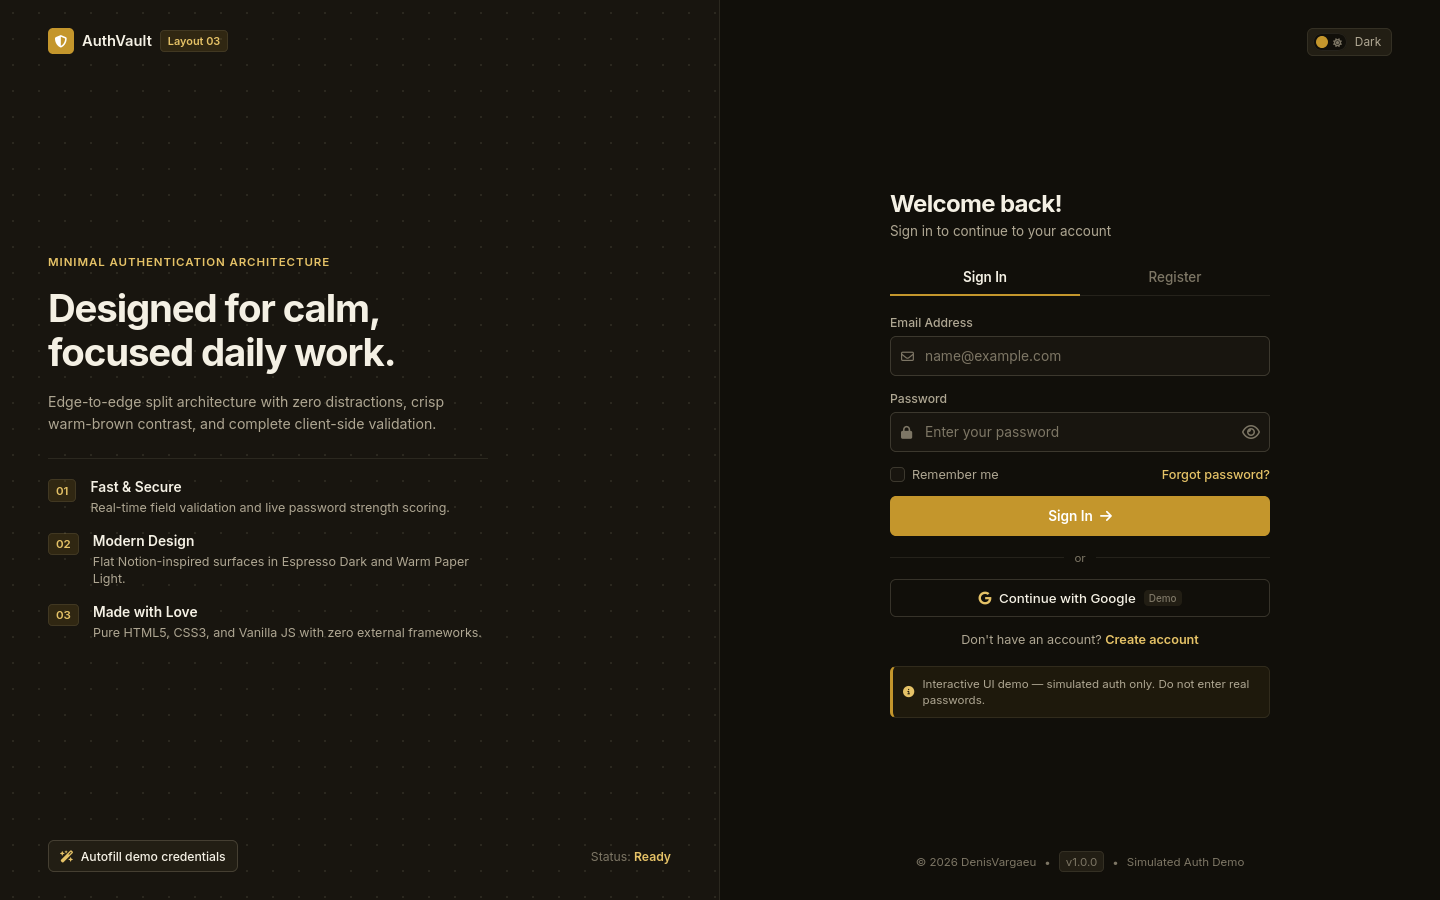 AuthVault
Layout 03
MINIMAL AUTHENTICATION ARCHITECTURE
Designed for calm,
focused daily work.
Edge-to-edge split architecture with zero distractions, crisp
warm-brown contrast, and complete client-side validation.
01
Fast & Secure
Real-time field validation and live password strength scoring.
02
Modern Design
Flat Notion-inspired surfaces in Espresso Dark and Warm Paper
Light.
03
Made with Love
Pure HTML5, CSS3, and Vanilla JS with zero external frameworks.
Autofill demo credentials
Status: Ready
Dark
Welcome back!
Sign in to continue to your account
Sign In
Register
Email Address
name@example.com
Password
Enter your password
Remember me
Forgot password?
Sign In
or
Continue with Google
Demo
Don't have an account? Create account
Interactive UI demo — simulated auth only. Do not enter real
passwords.
© 2026 DenisVargaeu • v1.0.0 • Simulated Auth Demo